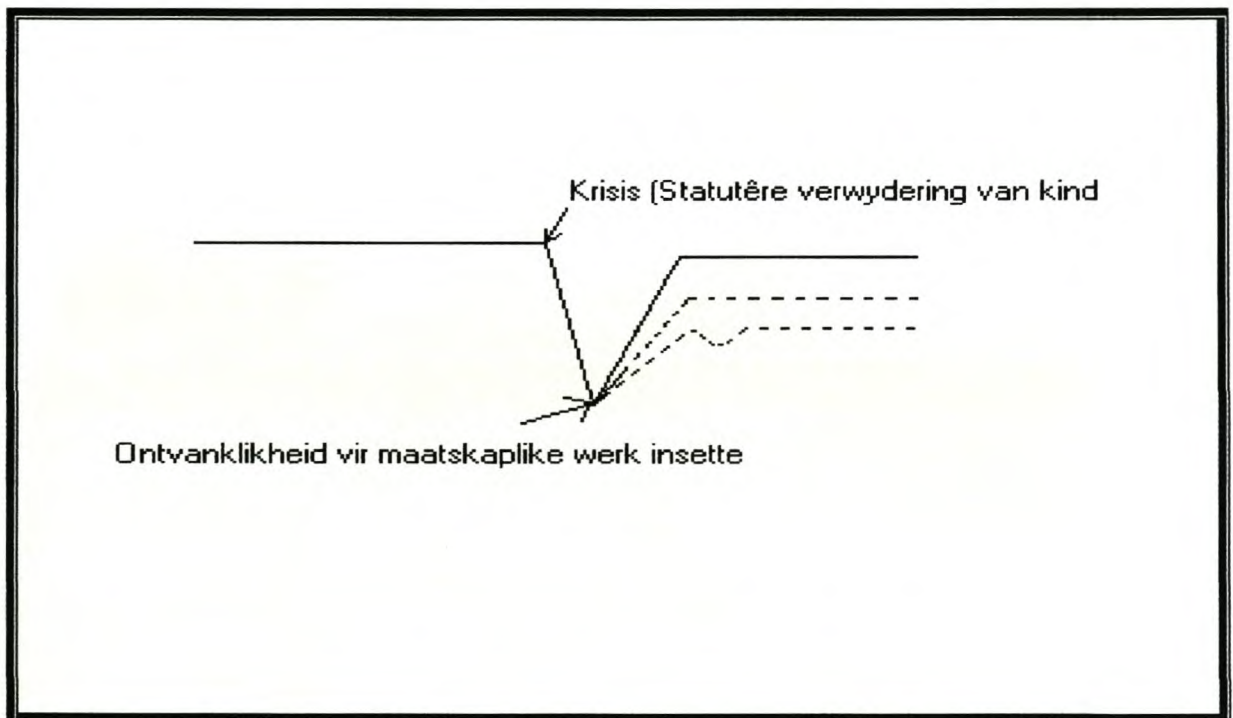 Krisis (Statutêre verwydering van kind
Ontvanklikheid vir maatskaplike werk insette